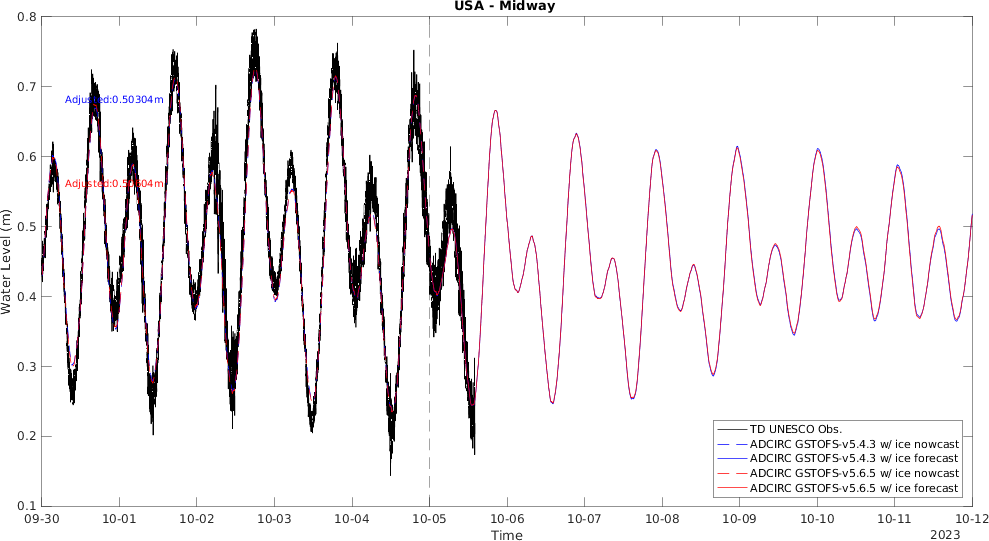 USA - Midway
0.8
0.7
0.6
0.5
0.4
0.3
0.2
0.1
Water Level (m)
Adjusted:0.50304m
09-30
10-01
10-02
10-03
10-04
10-05
10-06
10-07
10-08
10-09
10-10
10-11
10-12
Time
2023
TD UNESCO Obs.
ADCIRC GSTOFS-v5.4.3 w/ ice nowcast
ADCIRC GSTOFS-v5.4.3 w/ ice forecast
ADCIRC GSTOFS-v5.6.5 w/ ice nowcast
ADCIRC GSTOFS-v5.6.5 w/ ice forecast